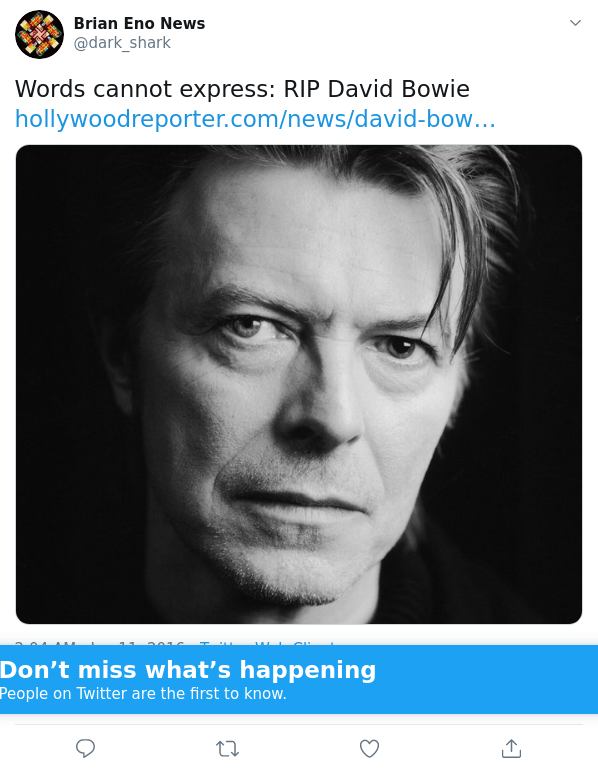 Brian Eno News
@dark_shark
Words cannot express: RIP David Bowie
hollywoodreporter.com/news/david-bow…
Don’t miss what’s happening
People on Twitter are the first to know.